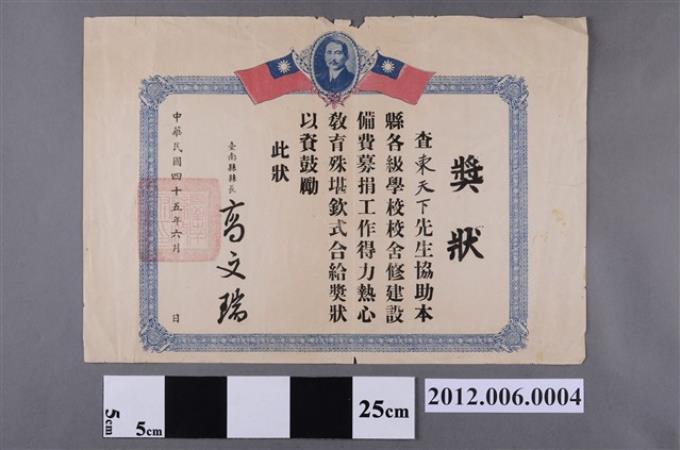 獎狀
查東天下先生協助本
縣各級學校校舍修建設
備費募捐工作得力熱心
教育殊堪欽式合給獎狀
以資鼓勵
此狀
臺南縣縣長
高文瑞
中華民國四十五年六月 日
5cm
5cm
25cm
2012.006.0004